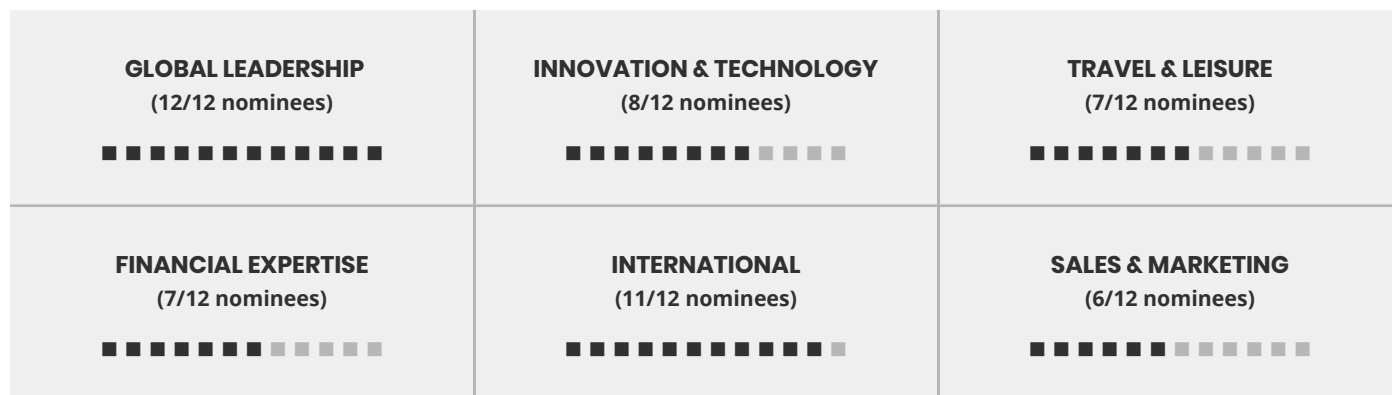 GLOBAL LEADERSHIP
(12/12 nominees)
INNOVATION & TECHNOLOGY
(8/12 nominees)
TRAVEL & LEISURE
(7/12 nominees)
FINANCIAL EXPERTISE
(7/12 nominees)
INTERNATIONAL
(11/12 nominees)
SALES & MARKETING
(6/12 nominees)